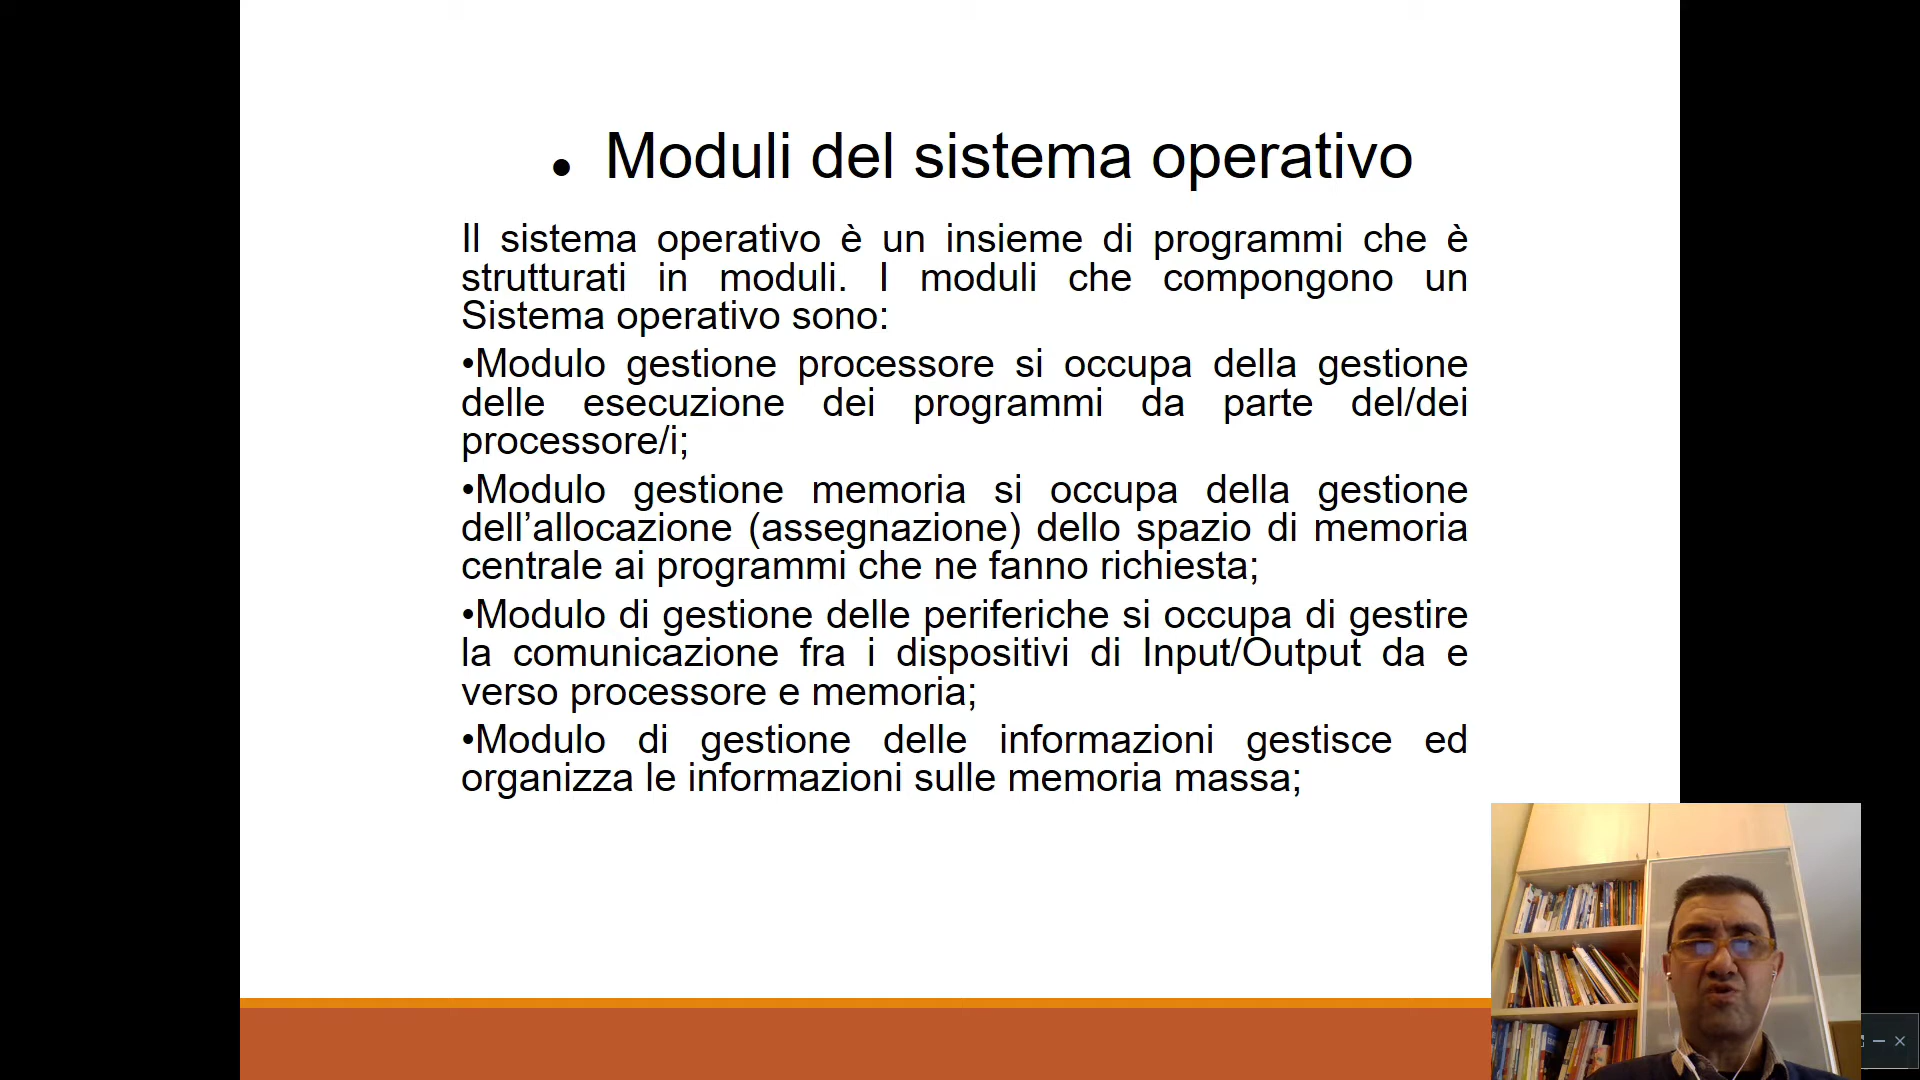 • Moduli del sistema operativo
Il sistema operativo è un insieme di programmi che è
strutturati in moduli. I moduli che compongono un
Sistema operativo sono:
•Modulo gestione processore si occupa della gestione
delle esecuzione dei programmi da parte del/dei
processore/i;
•Modulo gestione memoria si occupa della gestione
dell’allocazione (assegnazione) dello spazio di memoria
centrale ai programmi che ne fanno richiesta;
•Modulo di gestione delle periferiche si occupa di gestire
la comunicazione fra i dispositivi di Input/Output da e
verso processore e memoria;
•Modulo di gestione delle informazioni gestisce ed
organizza le informazioni sulle memoria massa;